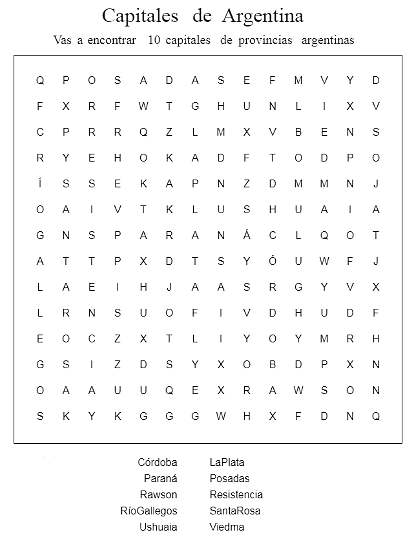 Capitales de Argentina
Vas a encontrar 10 capitales de provincias argentinas
Q P O S A D A S E F M V Y D
F X R F W T G H U N L I X V
C P R R Q Z L M X V B E N S
R Y E H O K A D F T O D P O
Í S S E K A P N Z D M M N J
O A I V T K L U S H U A I A
G N S P A R A N Á C L Q O T
A T T P X D T S Y Ó U W F J
L A E I H J A A S R G Y V X
L R N S U O F I V D H U D F
E O C Z X T L I Y O Y M R H
G S I Z D S Y X O B D P X N
O A A U U Q E X R A W S O N
S K Y K G G G W H X F D N Q
Córdoba LaPlata
Paraná Posadas
Rawson Resistencia
RíoGallegos SantaRosa
Ushuaia Viedma